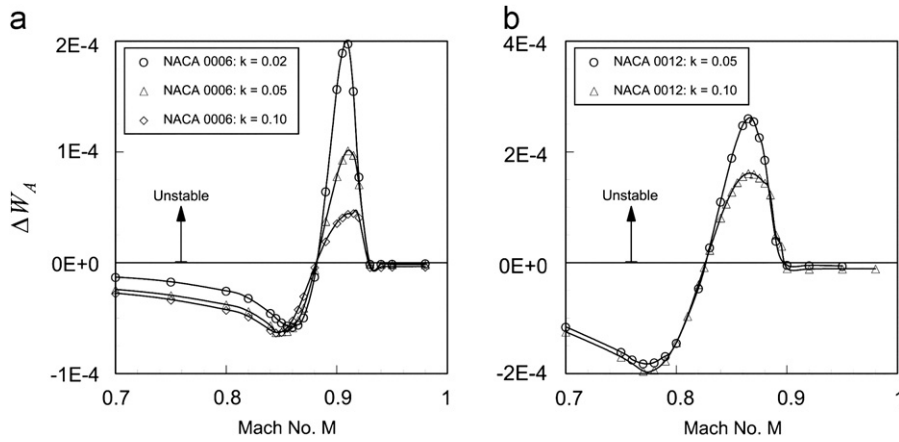 a
2E-4
NACA 0006: k = 0.02
NACA 0006: k = 0.05
NACA 0006: k = 0.10
1E-4
Unstable
ΔW_A
0E+0
-1E-4
0.7
0.8
0.9
1
Mach No. M
b
4E-4
NACA 0012: k = 0.05
NACA 0012: k = 0.10
2E-4
Unstable
0E+0
-2E-4
0.7
0.8
0.9
1
Mach No. M